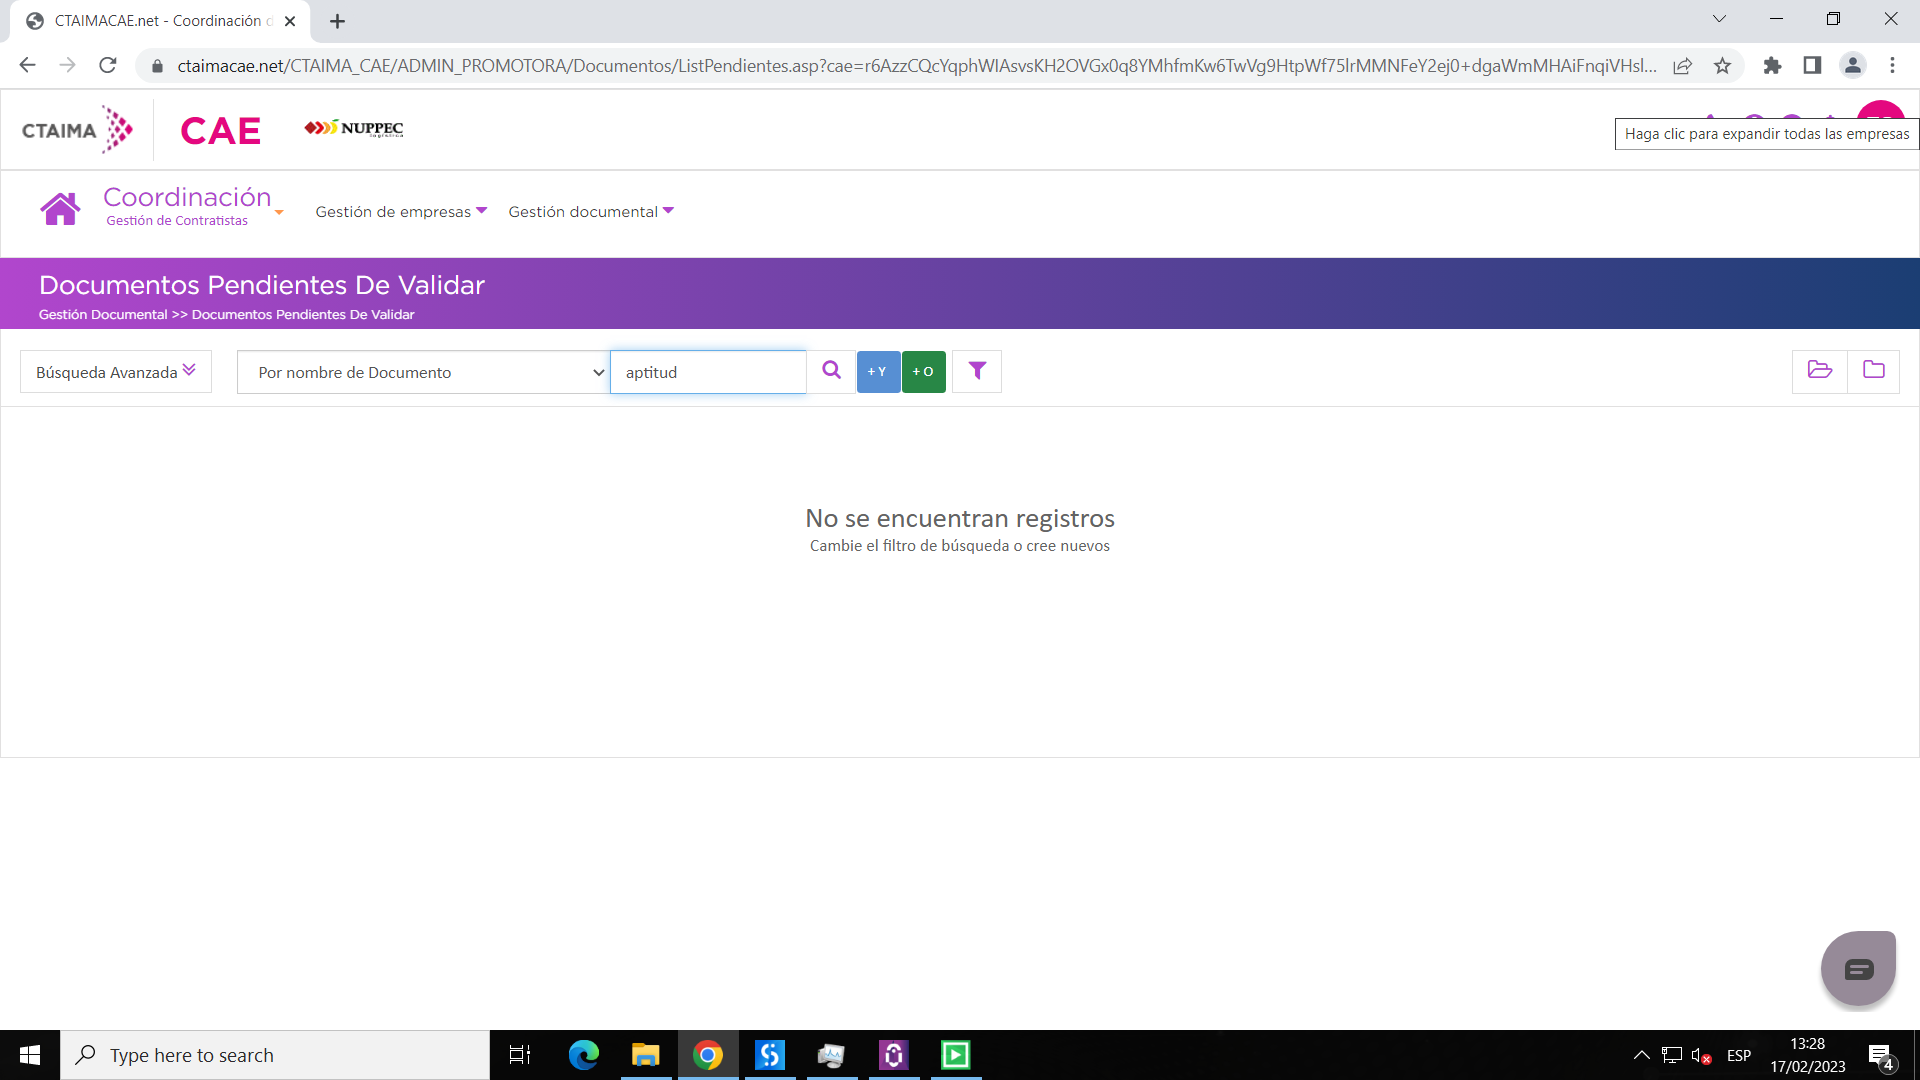 CTAIMACAE.net - Coordinación d
ctaimacae.net/CTAIMA_CAE/ADMIN_PROMOTORA/Documentos/ListPendientes.asp?cae=r6AzzCQcYqphWIAsvsKH2OVGx0q8YMhfmKw6TwVg9HtpWf75lrMMNFeY2ej0+dgaWmMHAiFnqiVHsl...
CTAIMA
CAE
NUPPEC
logística
Haga clic para expandir todas las empresas
Coordinación
Gestión de Contratistas
Gestión de empresas
Gestión documental
Documentos Pendientes De Validar
Gestión Documental >> Documentos Pendientes De Validar
Búsqueda Avanzada
Por nombre de Documento
aptitud
+ Y
+ O
No se encuentran registros
Cambie el filtro de búsqueda o cree nuevos
Type here to search
ESP
13:28
17/02/2023
4